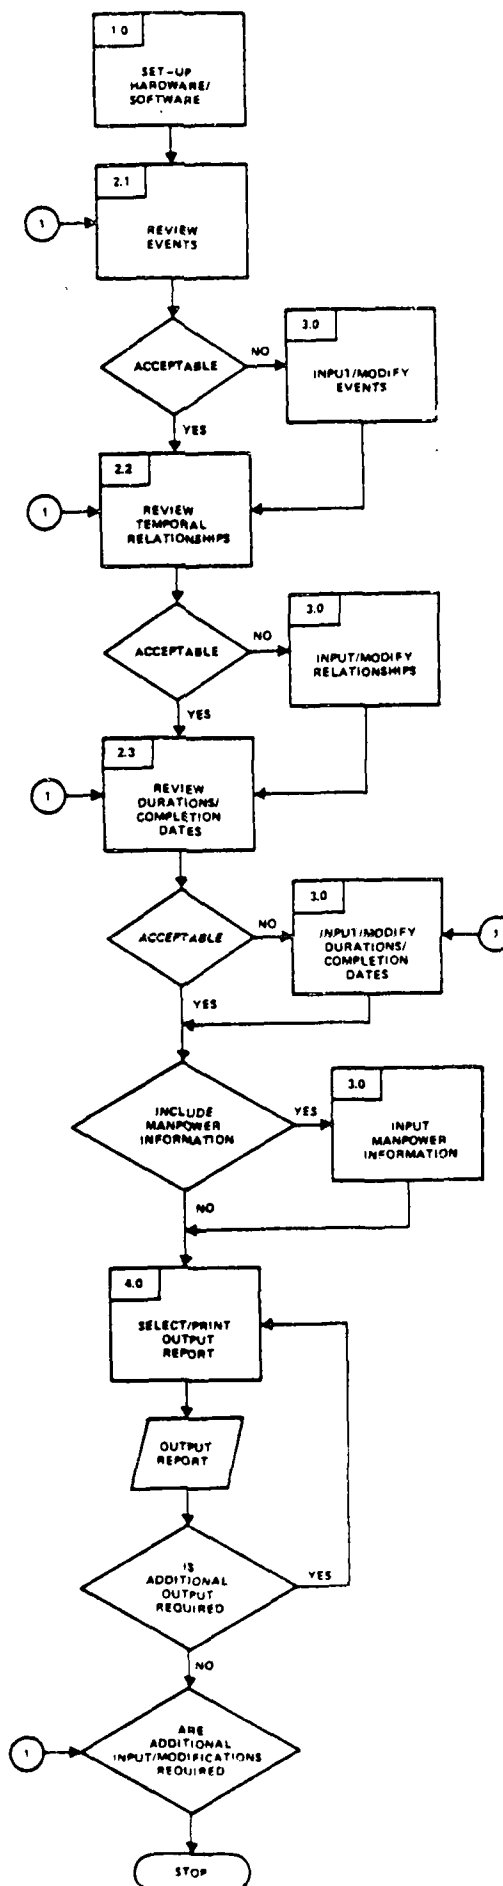 1.0
SET-UP
HARDWARE/
SOFTWARE
2.1
1
REVIEW
EVENTS
ACCEPTABLE
NO
3.0
INPUT/MODIFY
EVENTS
YES
2.2
1
REVIEW
TEMPORAL
RELATIONSHIPS
ACCEPTABLE
NO
3.0
INPUT/MODIFY
RELATIONSHIPS
YES
2.3
1
REVIEW
DURATIONS/
COMPLETION
DATES
ACCEPTABLE
NO
3.0
INPUT/MODIFY
DURATIONS/
COMPLETION
DATES
YES
INCLUDE
MANPOWER
INFORMATION
YES
3.0
INPUT
MANPOWER
INFORMATION
NO
4.0
SELECT/PRINT
OUTPUT
REPORT
OUTPUT
REPORT
IS
ADDITIONAL
OUTPUT
REQUIRED
YES
NO
1
ARE
ADDITIONAL
INPUT/MODIFICATIONS
REQUIRED
STOP